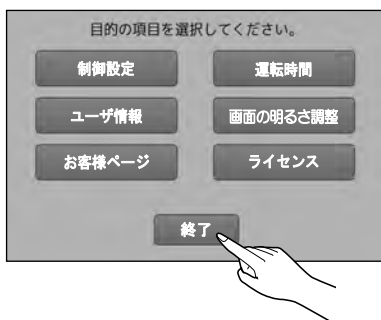 目的の項目を選択してください。
制御設定 運転時間
ユーザ情報 画面の明るさ調整
お客様ページ ライセンス
終了